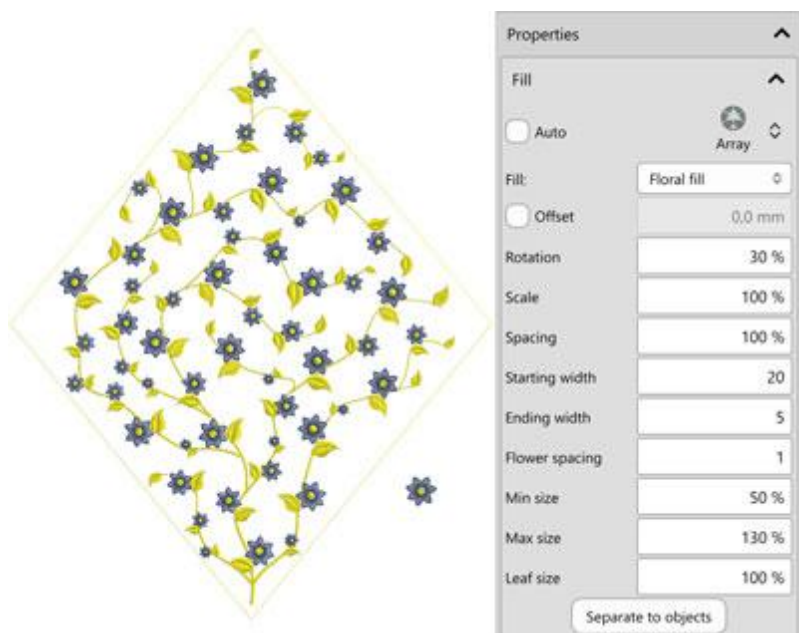 Properties
Fill
Auto
Array
Fill: Floral fill
Offset 0,0 mm
Rotation 30 %
Scale 100 %
Spacing 100 %
Starting width 20
Ending width 5
Flower spacing 1
Min size 50 %
Max size 130 %
Leaf size 100 %
Separate to objects